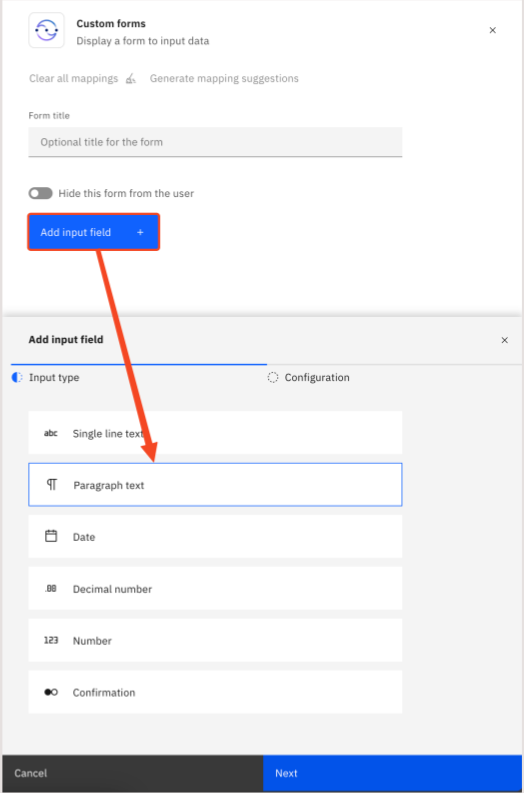 Custom forms
Display a form to input data
Clear all mappings Generate mapping suggestions
Form title
Optional title for the form
Hide this form from the user
Add input field +
Add input field
Input type Configuration
abc Single line text
¶ Paragraph text
Date
.00 Decimal number
123 Number
Confirmation
Cancel Next